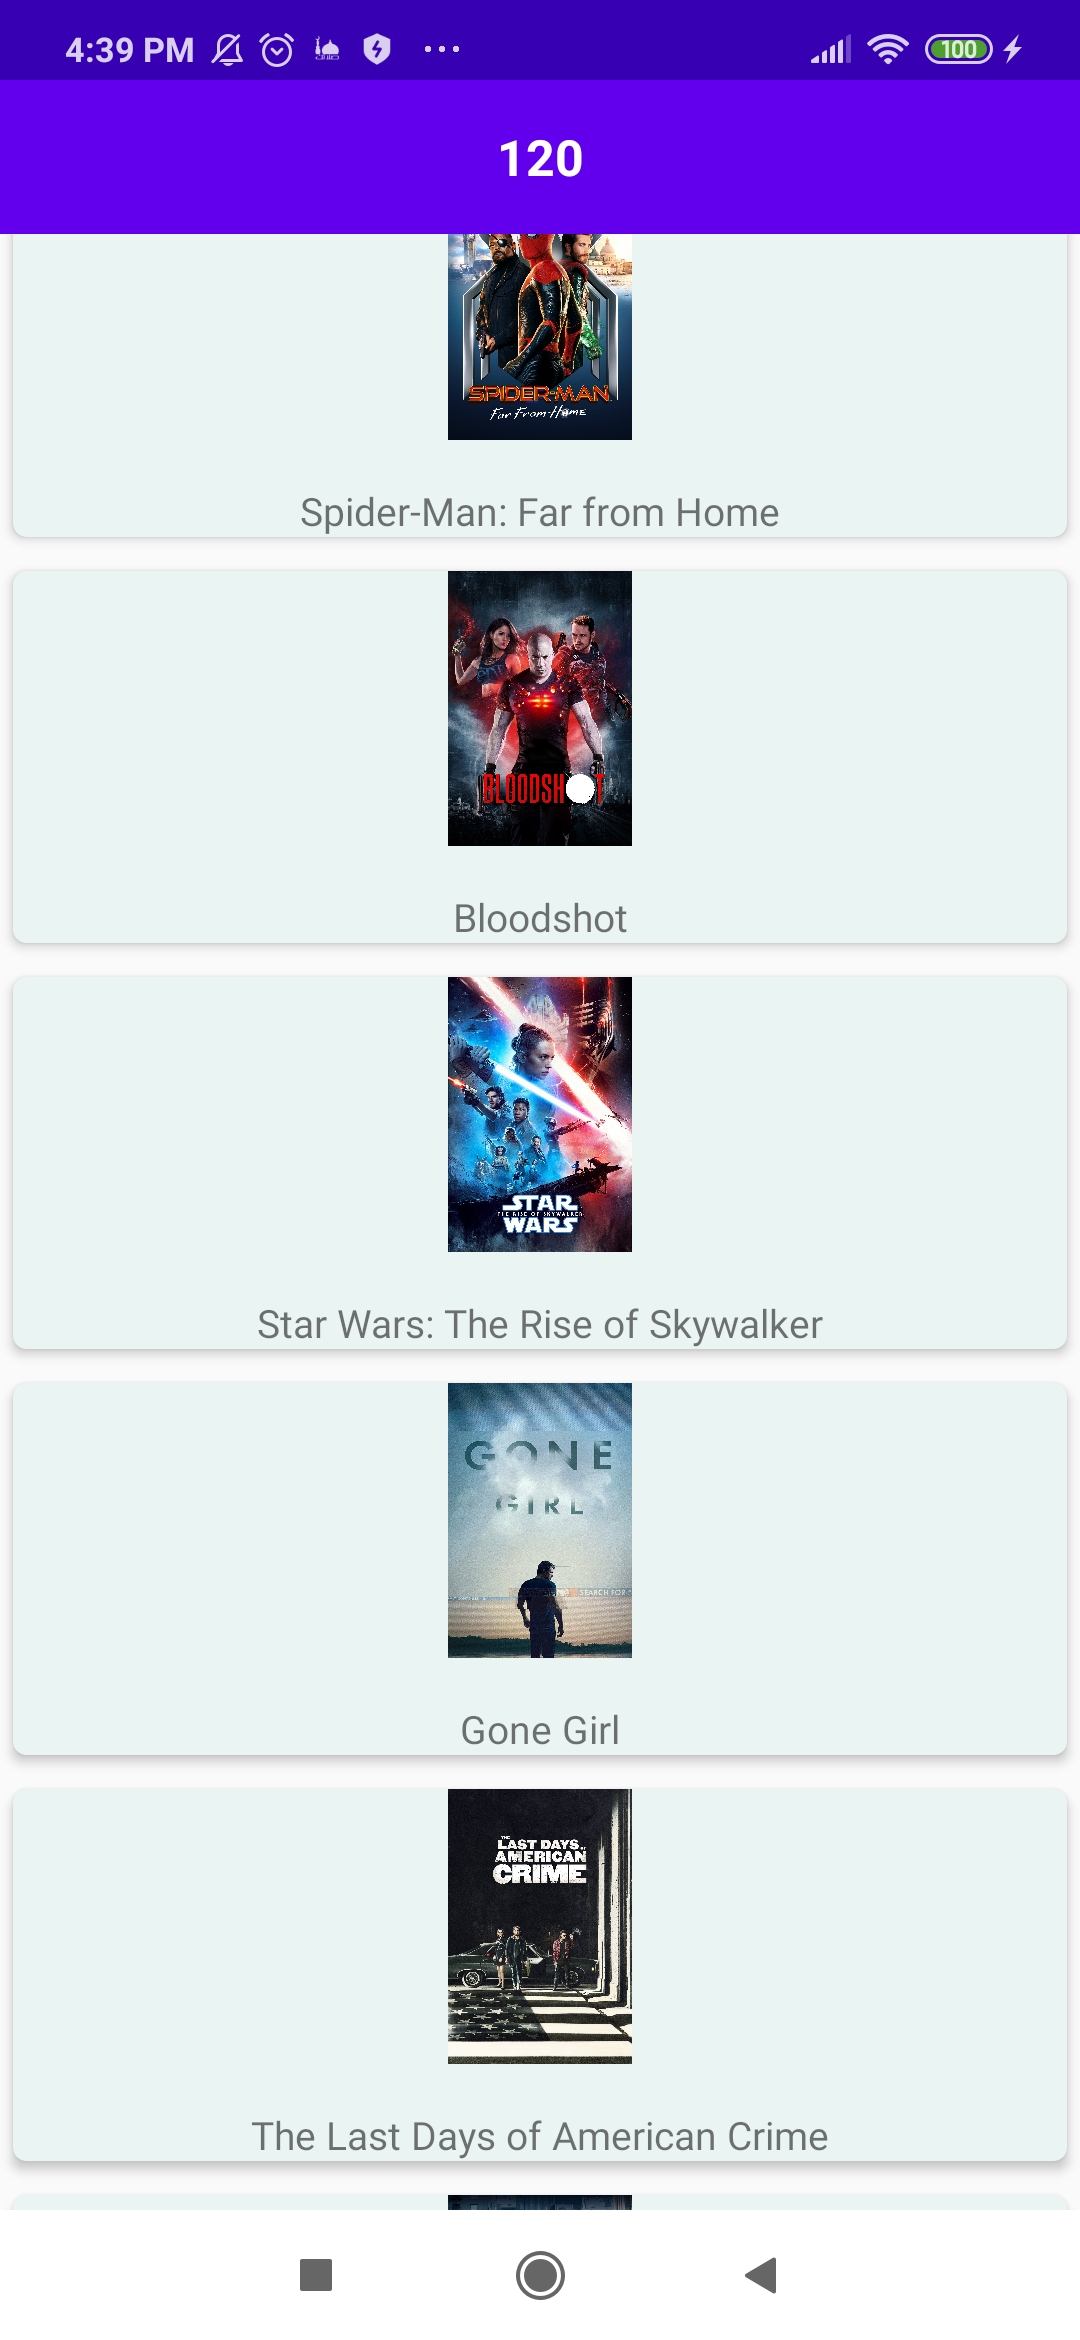 4:39 PM
100
120
SPIDER-MAN
Far From Home
Spider-Man: Far from Home
BLOODSHOT
Bloodshot
STAR
THE RISE OF SKYWALKER
WARS
Star Wars: The Rise of Skywalker
GONE
GIRL
SEARCH FOR
Gone Girl
THE
LAST DAYS OF
AMERICAN
CRIME
The Last Days of American Crime